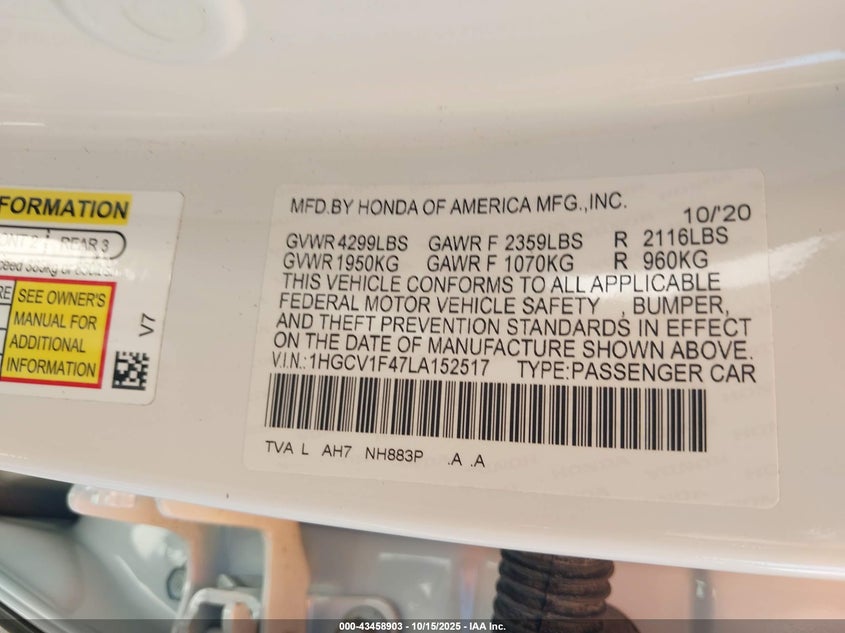 FORMATION
ONT 2 REAR 3
RE
SEE OWNER'S
MANUAL FOR
ADDITIONAL
INFORMATION
V7
MFD.BY HONDA OF AMERICA MFG.,INC.
10/'20
GVWR 4299LBS GAWR F 2359LBS R 2116LBS
GVWR 1950KG GAWR F 1070KG R 960KG
THIS VEHICLE CONFORMS TO ALL APPLICABLE
FEDERAL MOTOR VEHICLE SAFETY , BUMPER,
AND THEFT PREVENTION STANDARDS IN EFFECT
ON THE DATE OF MANUFACTURE SHOWN ABOVE.
V.I.N.:1HGCV1F47LA152517 TYPE:PASSENGER CAR
TVA L AH7 NH883P .A .A
000-43458903 - 10/15/2025 - IAA Inc.